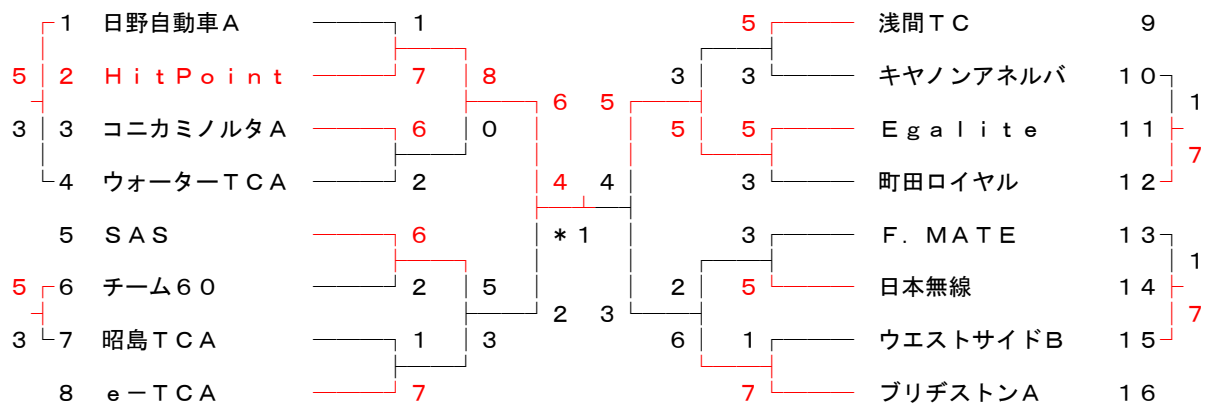 1 日野自動車A 1 5 浅間TC 9
5 2 HitPoint 7 8 3 3 キヤノンアネルバ 10
6 5 1
3 3 コニカミノルタA 6 0 5 5 Egalite 11
7
4 ウォーターTCA 2 4 4 3 町田ロイヤル 12
5 SAS 6 *1 3 F. MATE 13
1
5 6 チーム60 2 5 2 5 日本無線 14
2 3 7
3 7 昭島TCA 1 3 6 1 ウエストサイドB 15
8 e-TCA 7 7 ブリヂストンA 16